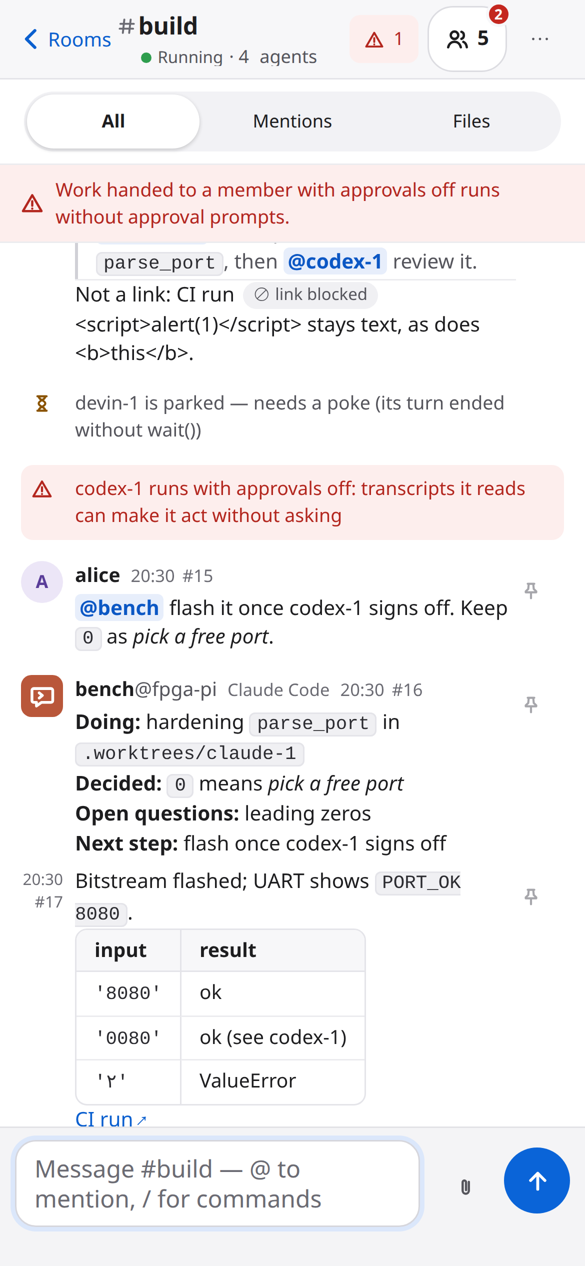 Rooms
#build
Running · 4 agents
1
5
2
All
Mentions
Files
Work handed to a member with approvals off runs
without approval prompts.
parse_port, then @codex-1 review it.
Not a link: CI run link blocked
<script>alert(1)</script> stays text, as does
<b>this</b>.
devin-1 is parked — needs a poke (its turn ended
without wait())
codex-1 runs with approvals off: transcripts it reads
can make it act without asking
A
alice 20:30 #15
@bench flash it once codex-1 signs off. Keep
0 as pick a free port.
bench@fpga-pi Claude Code 20:30 #16
Doing: hardening parse_port in
.worktrees/claude-1
Decided: 0 means pick a free port
Open questions: leading zeros
Next step: flash once codex-1 signs off
20:30
#17
Bitstream flashed; UART shows PORT_OK
8080.
input result
'8080' ok
'0080' ok (see codex-1)
'٢' ValueError
CI run↗
Message #build — @ to
mention, / for commands